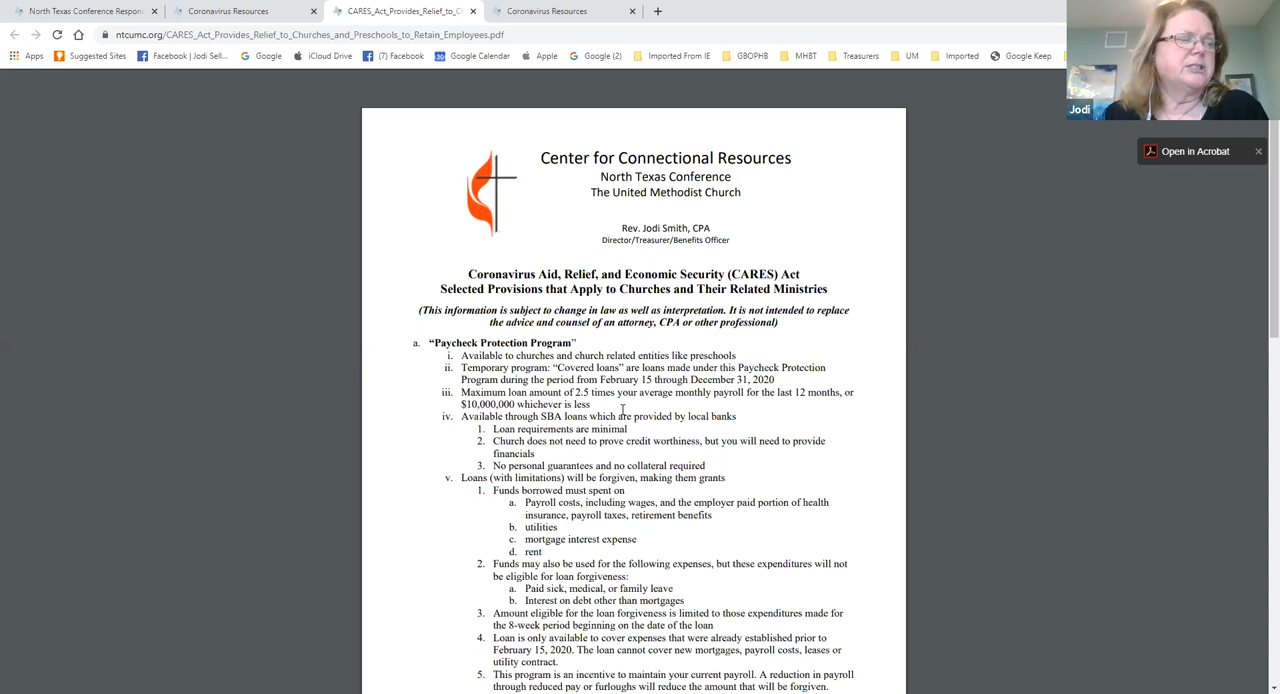 North Texas Conference Respon
Coronavirus Resources
CARES_Act_Provides_Relief_to_C
Coronavirus Resources
ntcumc.org/CARES_Act_Provides_Relief_to_Churches_and_Preschools_to_Retain_Employees.pdf
Apps Suggested Sites Facebook | Jodi Sell... Google iCloud Drive (7) Facebook Google Calendar Apple Google (2) Imported From IE GBOPHB MHBT Treasurers UM Imported Google Keep
Jodi
Open in Acrobat
Center for Connectional Resources
North Texas Conference
The United Methodist Church
Rev. Jodi Smith, CPA
Director/Treasurer/Benefits Officer
Coronavirus Aid, Relief, and Economic Security (CARES) Act
Selected Provisions that Apply to Churches and Their Related Ministries
(This information is subject to change in law as well as interpretation. It is not intended to replace
the advice and counsel of an attorney, CPA or other professional)
a. “Paycheck Protection Program”
i. Available to churches and church related entities like preschools
ii. Temporary program: “Covered loans” are loans made under this Paycheck Protection
Program during the period from February 15 through December 31, 2020
iii. Maximum loan amount of 2.5 times your average monthly payroll for the last 12 months, or
$10,000,000 whichever is less
iv. Available through SBA loans which are provided by local banks
1. Loan requirements are minimal
2. Church does not need to prove credit worthiness, but you will need to provide
financials
3. No personal guarantees and no collateral required
v. Loans (with limitations) will be forgiven, making them grants
1. Funds borrowed must spent on
a. Payroll costs, including wages, and the employer paid portion of health
insurance, payroll taxes, retirement benefits
b. utilities
c. mortgage interest expense
d. rent
2. Funds may also be used for the following expenses, but these expenditures will not
be eligible for loan forgiveness:
a. Paid sick, medical, or family leave
b. Interest on debt other than mortgages
3. Amount eligible for the loan forgiveness is limited to those expenditures made for
the 8-week period beginning on the date of the loan
4. Loan is only available to cover expenses that were already established prior to
February 15, 2020. The loan cannot cover new mortgages, payroll costs, leases or
utility contract.
5. This program is an incentive to maintain your current payroll. A reduction in payroll
through reduced pay or furloughs will reduce the amount that will be forgiven.